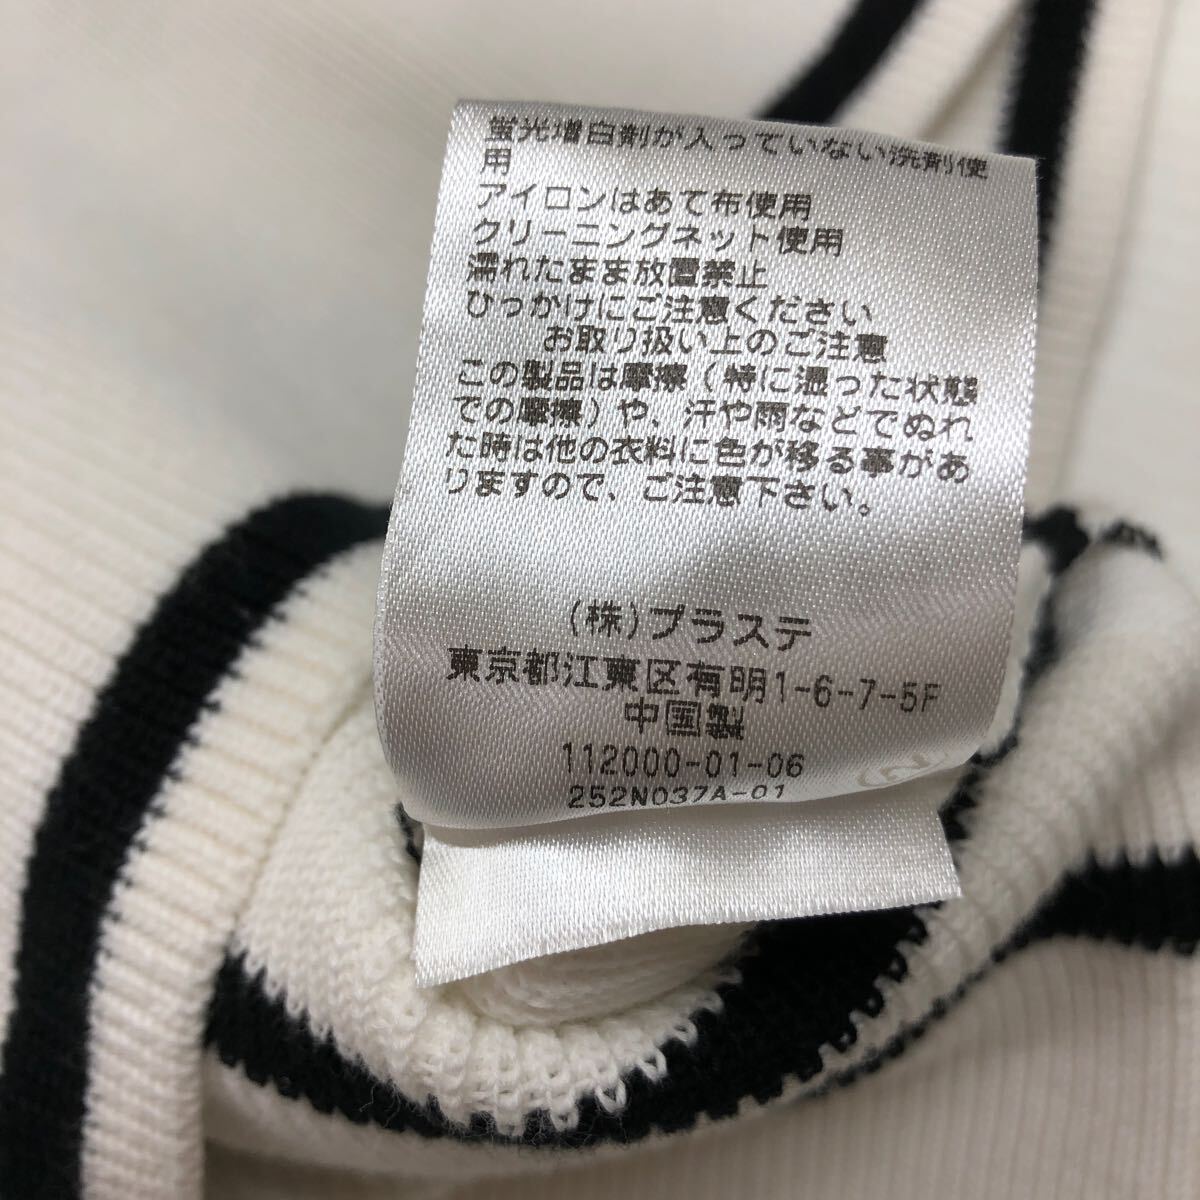 蛍光増白剤が入っていない洗剤使
用
アイロンはあて布使用
クリーニングネット使用
濡れたまま放置禁止
ひっかけにご注意ください
お取り扱い上のご注意
この製品は摩擦(特に湿った状態
での摩擦)や、汗や雨などでぬれ
た時は他の衣料に色が移る事があ
りますので、ご注意下さい。
(株)プラステ
東京都江東区有明1-6-7-5F
中国製
112000-01-06
252N037A-01